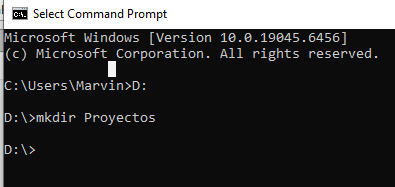 Select Command Prompt
Microsoft Windows [Version 10.0.19045.6456]
(c) Microsoft Corporation. All rights reserved.
C:\Users\Marvin>D:
D:\>mkdir Proyectos
D:\>